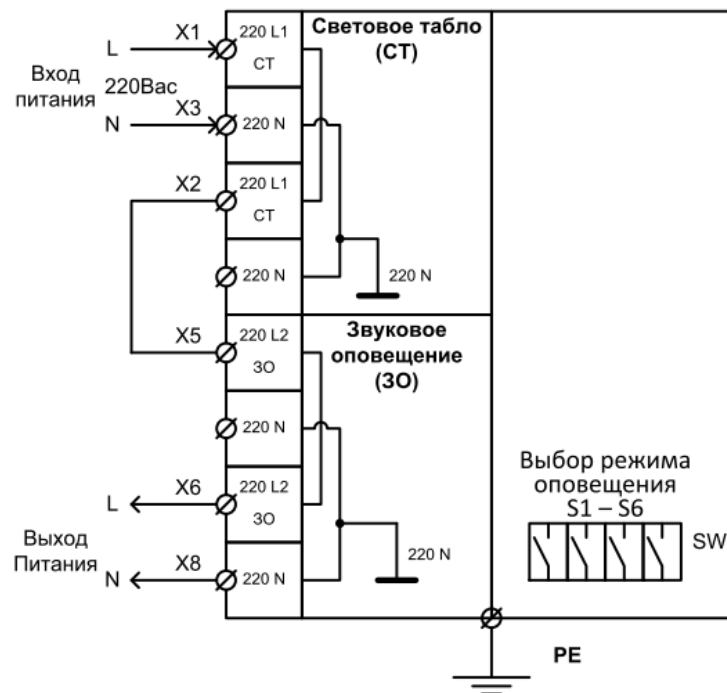 X1
L
220 L1
СТ
Световое табло
(СТ)
Вход
питания
220Вас
X3
N
220 N
X2
220 L1
СТ
220 N
220 N
X5
220 L2
ЗО
Звуковое
оповещение
(ЗО)
220 N
X6
L
220 L2
ЗО
Выход
Питания
X8
N
220 N
220 N
Выбор режима
оповещения
S1 – S6
SW
PE